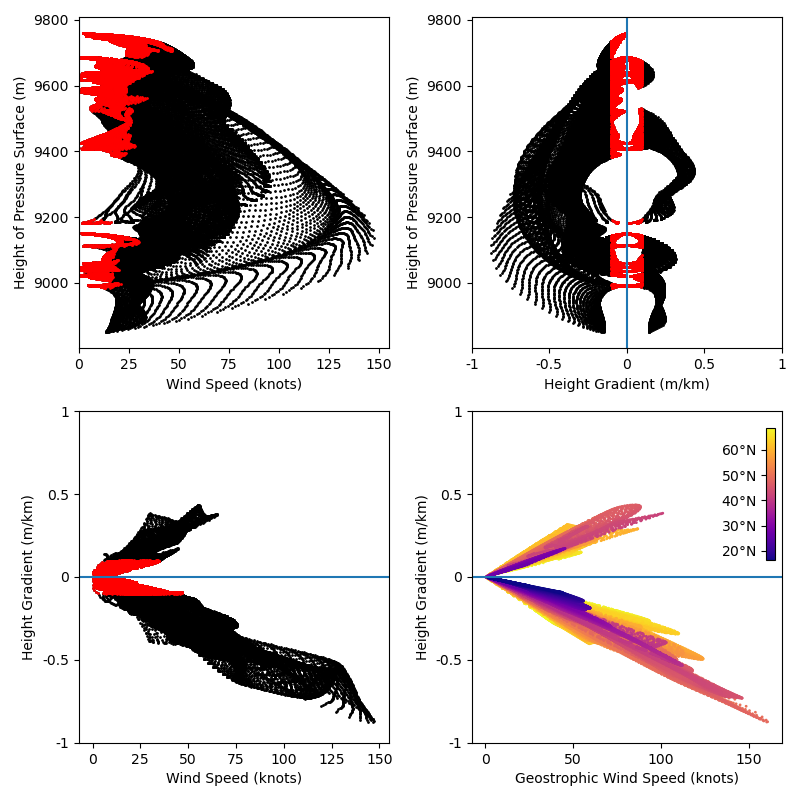 9800
9600
9400
9200
9000
Height of Pressure Surface (m)
0 25 50 75 100 125 150
Wind Speed (knots)
9800
9600
9400
9200
9000
Height of Pressure Surface (m)
-1 -0.5 0 0.5 1
Height Gradient (m/km)
1
0.5
0
-0.5
-1
Height Gradient (m/km)
0 25 50 75 100 125 150
Wind Speed (knots)
1
0.5
0
-0.5
-1
Height Gradient (m/km)
60°N
50°N
40°N
30°N
20°N
0 50 100 150
Geostrophic Wind Speed (knots)